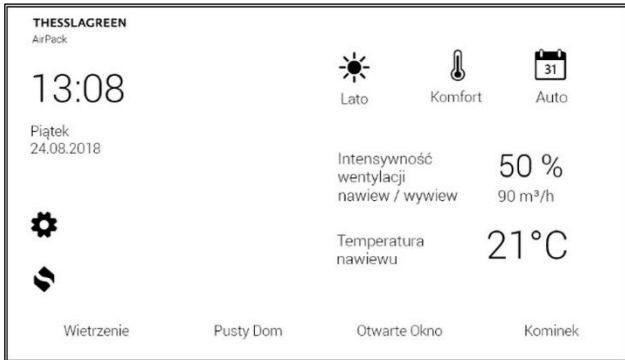 THESSLAGREEN
AirPack
13:08
Piątek
24.08.2018
31
Lato
Komfort
Auto
Intensywność
wentylacji
nawiew / wywiew
50 %
90 m³/h
Temperatura
nawiewu
21°C
Wietrzenie
Pusty Dom
Otwarte Okno
Kominek